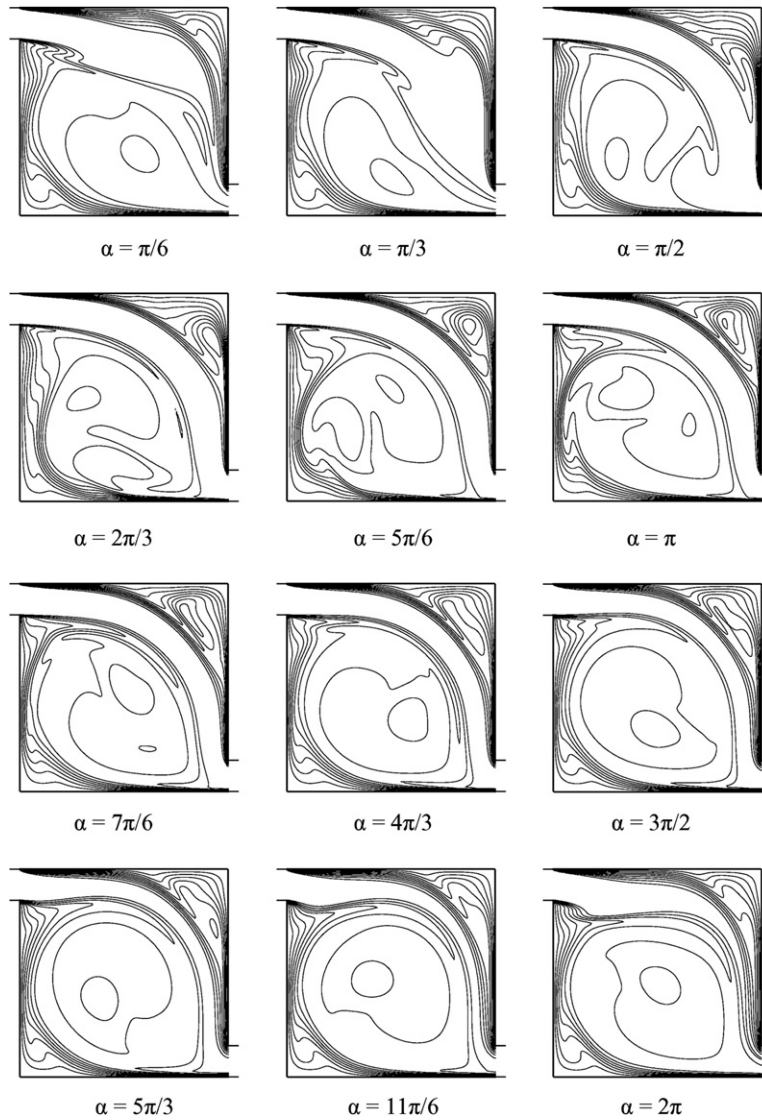 α = π/6
α = π/3
α = π/2
α = 2π/3
α = 5π/6
α = π
α = 7π/6
α = 4π/3
α = 3π/2
α = 5π/3
α = 11π/6
α = 2π